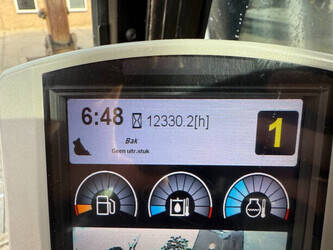 6:48 12330.2[h] 1
Bak
Geen uitr.stuk